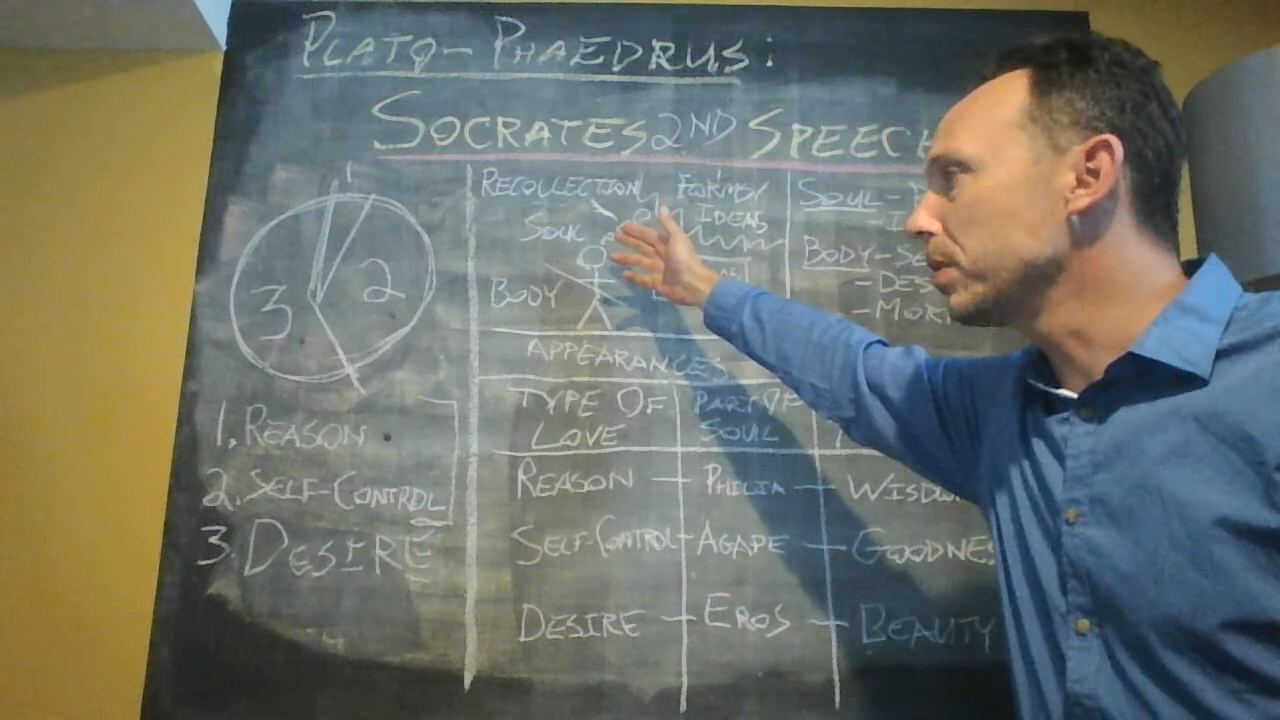 PLATO- PHAEDRUS:
SOCRATES 2ND SPEECH
1
2
3
1. REASON
2. SELF-CONTROL
3. DESIRE
RECOLLECTION
FORMS/
IDEAS
SOUL
BODY
APPEARANCES
SOUL -
BODY-
TYPE OF
LOVE
PART OF
SOUL
REASON - PHILIA - WISDOM
SELF-CONTROL - AGAPE - GOODNES
DESIRE - EROS - BEAUTY